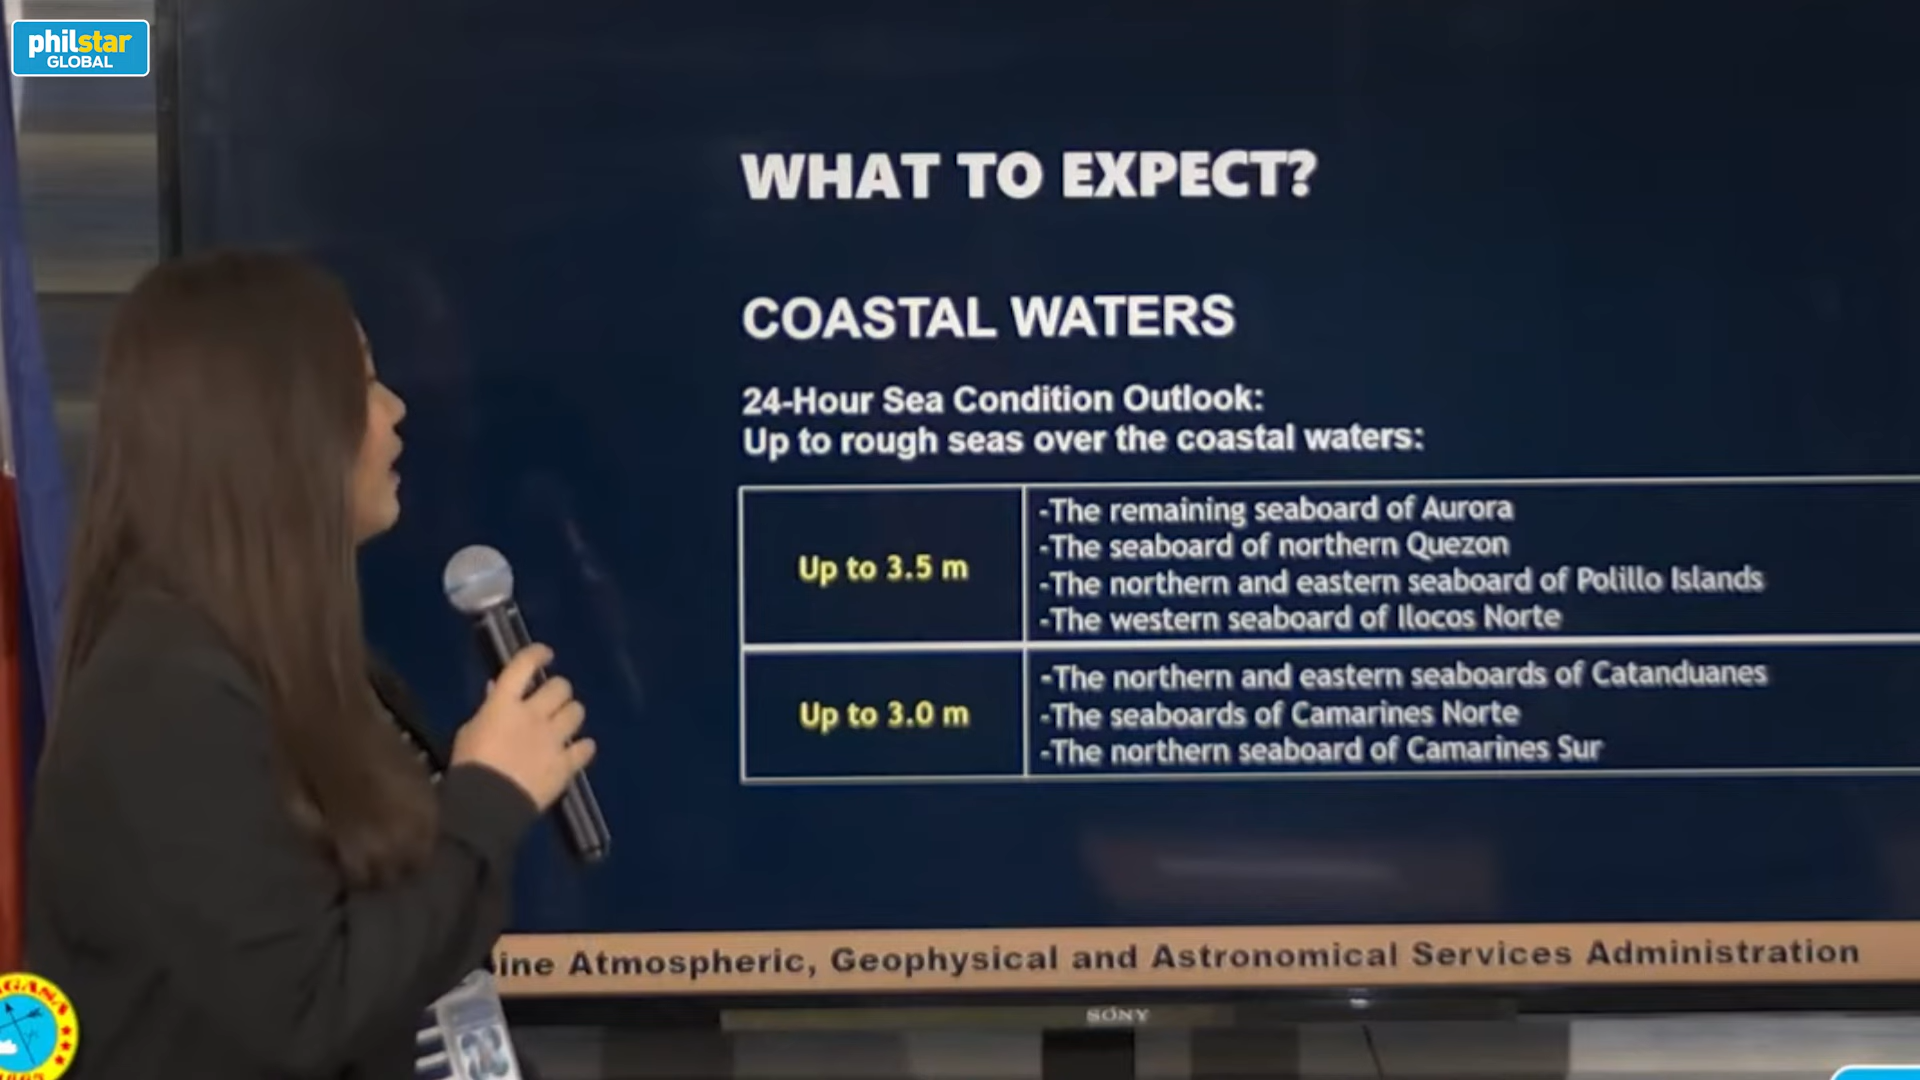 philstar
GLOBAL
WHAT TO EXPECT?
COASTAL WATERS
24-Hour Sea Condition Outlook:
Up to rough seas over the coastal waters:
Up to 3.5 m
-The remaining seaboard of Aurora
-The seaboard of northern Quezon
-The northern and eastern seaboard of Polillo Islands
-The western seaboard of Ilocos Norte
Up to 3.0 m
-The northern and eastern seaboards of Catanduanes
-The seaboards of Camarines Norte
-The northern seaboard of Camarines Sur
ine Atmospheric, Geophysical and Astronomical Services Administration
SONY